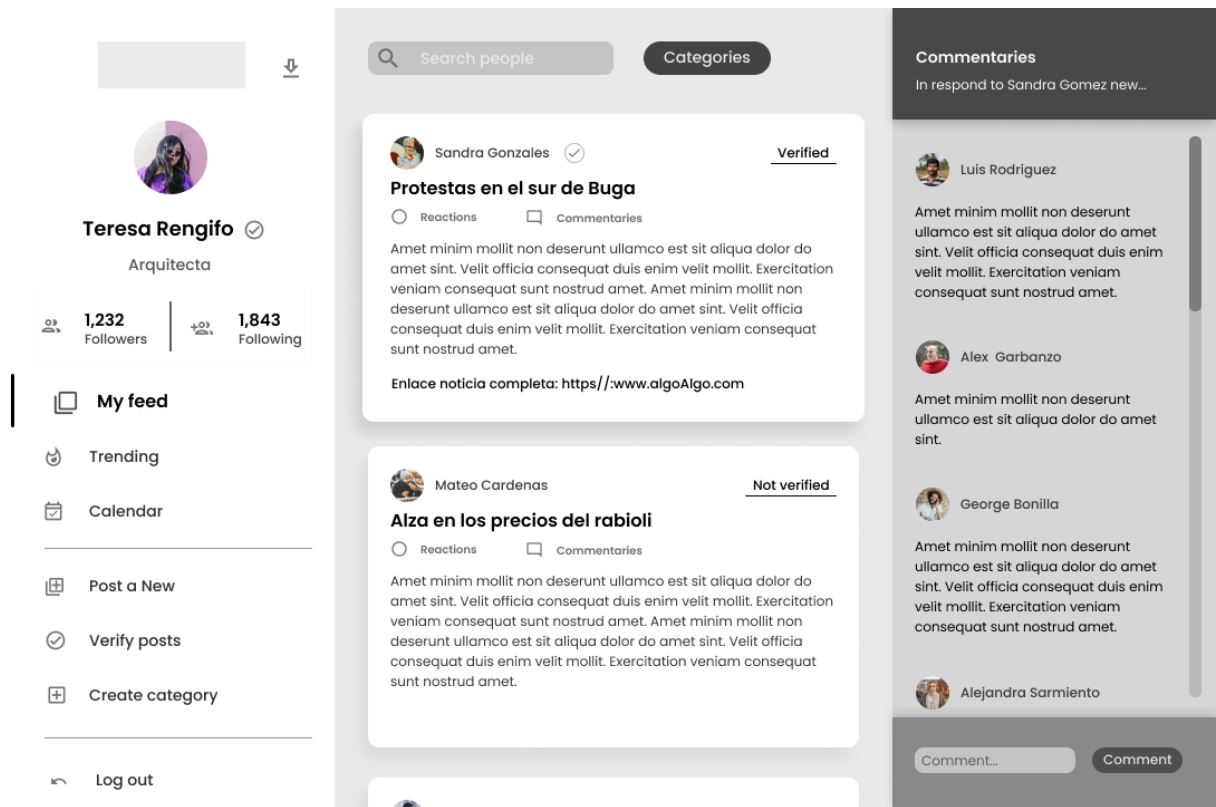 Teresa Rengifo
Arquitecta
1,232
Followers
1,843
Following
My feed
Trending
Calendar
Post a New
Verify posts
Create category
Log out
Search people
Categories
Sandra Gonzales
Verified
Protestas en el sur de Buga
Reactions
Commentaries
Amet minim mollit non deserunt ullamco est sit aliqua dolor do
amet sint. Velit officia consequat duis enim velit mollit. Exercitation
veniam consequat sunt nostrud amet. Amet minim mollit non
deserunt ullamco est sit aliqua dolor do amet sint. Velit officia
consequat duis enim velit mollit. Exercitation veniam consequat
sunt nostrud amet.
Enlace noticia completa: https//:www.algoAlgo.com
Mateo Cardenas
Not verified
Alza en los precios del rabioli
Reactions
Commentaries
Amet minim mollit non deserunt ullamco est sit aliqua dolor do
amet sint. Velit officia consequat duis enim velit mollit. Exercitation
veniam consequat sunt nostrud amet. Amet minim mollit non
deserunt ullamco est sit aliqua dolor do amet sint. Velit officia
consequat duis enim velit mollit. Exercitation veniam consequat
sunt nostrud amet.
Commentaries
In respond to Sandra Gomez new...
Luis Rodriguez
Amet minim mollit non deserunt
ullamco est sit aliqua dolor do amet
sint. Velit officia consequat duis enim
velit mollit. Exercitation veniam
consequat sunt nostrud amet.
Alex Garbanzo
Amet minim mollit non deserunt
ullamco est sit aliqua dolor do amet
sint.
George Bonilla
Amet minim mollit non deserunt
ullamco est sit aliqua dolor do amet
sint. Velit officia consequat duis enim
velit mollit. Exercitation veniam
consequat sunt nostrud amet.
Alejandra Sarmiento
Comment...
Comment